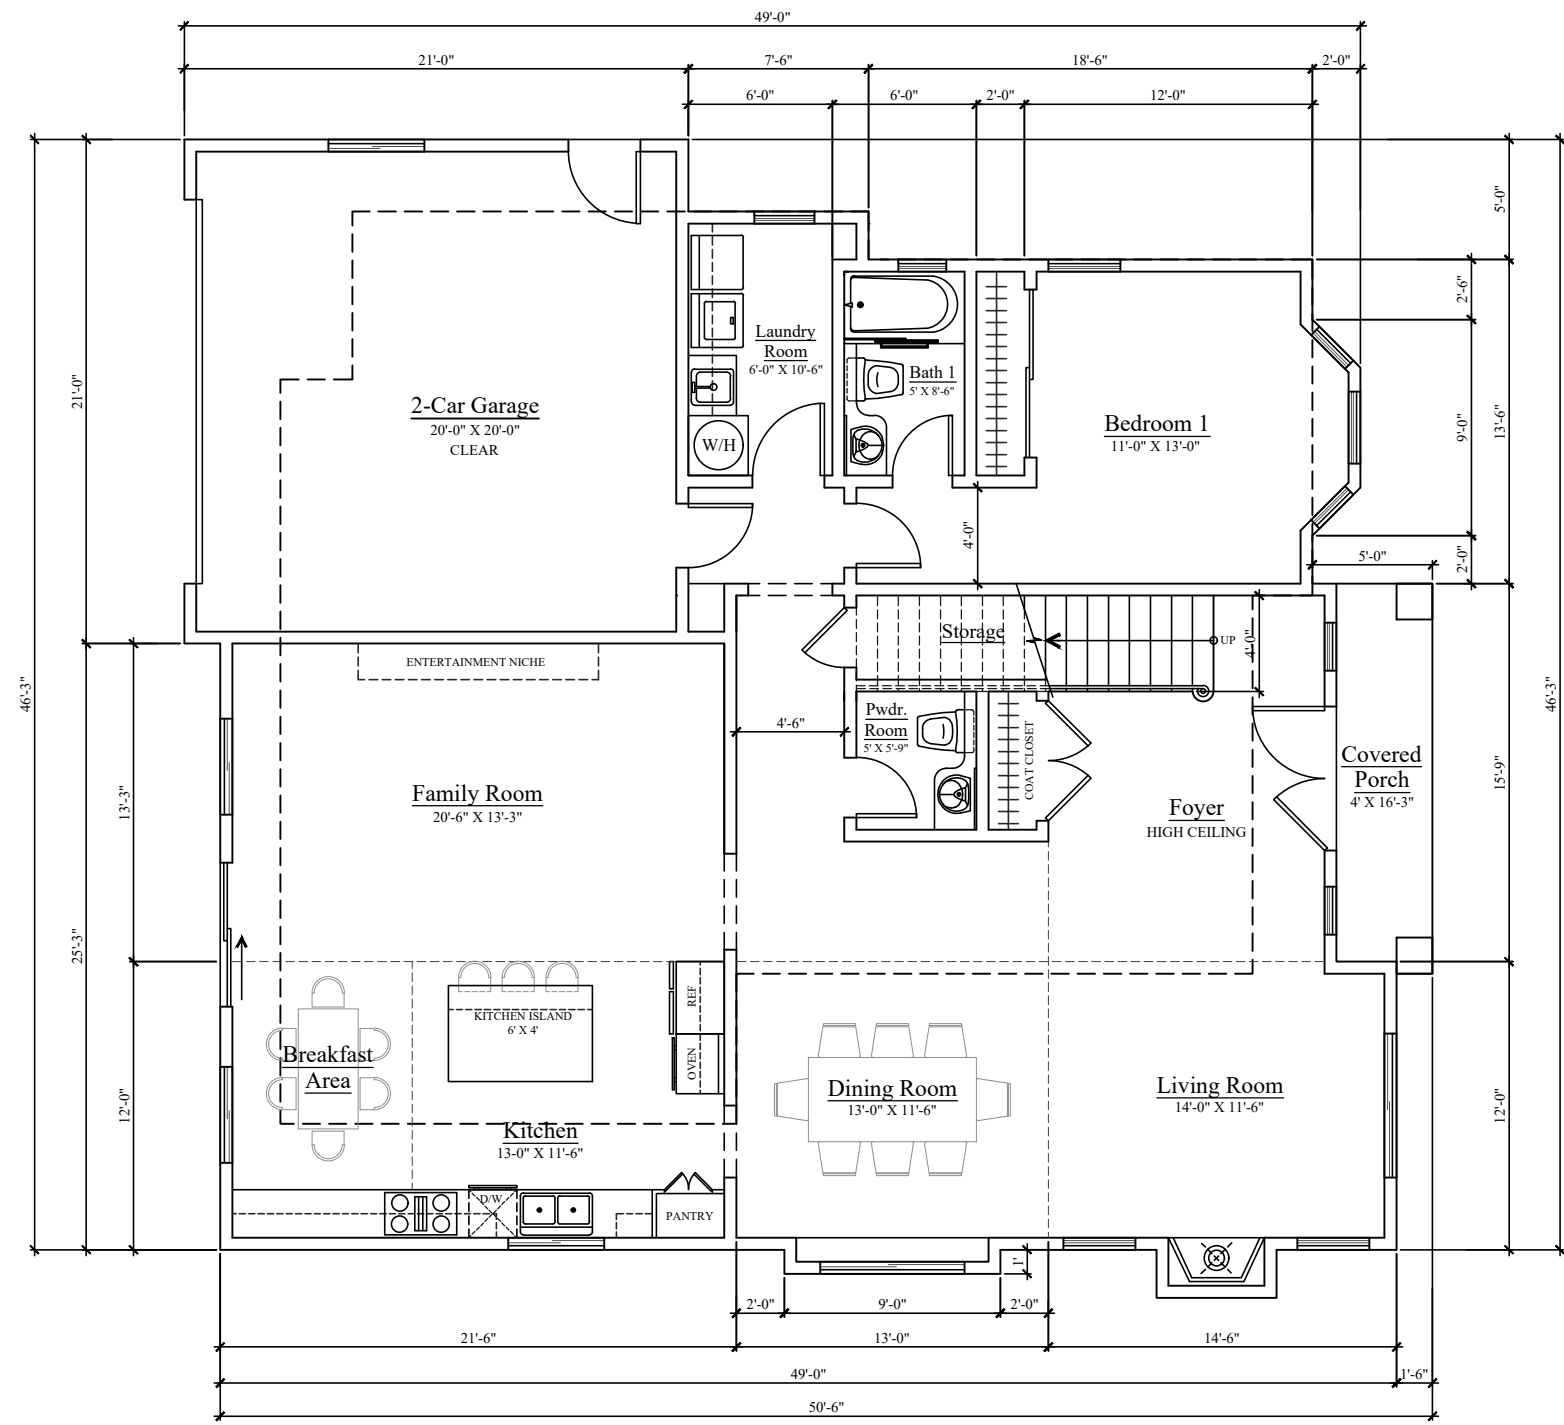 49'-0"
21'-0"
7'-6"
18'-6"
2'-0"
6'-0"
6'-0"
2'-0"
12'-0"
5'-0"
2'-6"
Laundry
Room
6'-0" X 10'-6"
Bath 1
5' X 8'-6"
2-Car Garage
20'-0" X 20'-0"
CLEAR
21'-0"
W/H
Bedroom 1
11'-0" X 13'-0"
9'-0"
13'-6"
4'-0"
2'-0"
5'-0"
Storage
UP
4'-0"
ENTERTAINMENT NICHE
46'-3"
46'-3"
4'-6"
Pwdr.
Room
5' X 5'-9"
COAT CLOSET
Covered
Porch
4' X 16'-3"
15'-9"
13'-3"
Family Room
20'-6" X 13'-3"
Foyer
HIGH CEILING
25'-3"
REF
KITCHEN ISLAND
6' X 4'
OVEN
Breakfast
Area
Dining Room
13'-0" X 11'-6"
Living Room
14'-0" X 11'-6"
12'-0"
12'-0"
Kitchen
13-0" X 11'-6"
D/W
PANTRY
1'
2'-0"
9'-0"
2'-0"
21'-6"
13'-0"
14'-6"
49'-0"
1'-6"
50'-6"